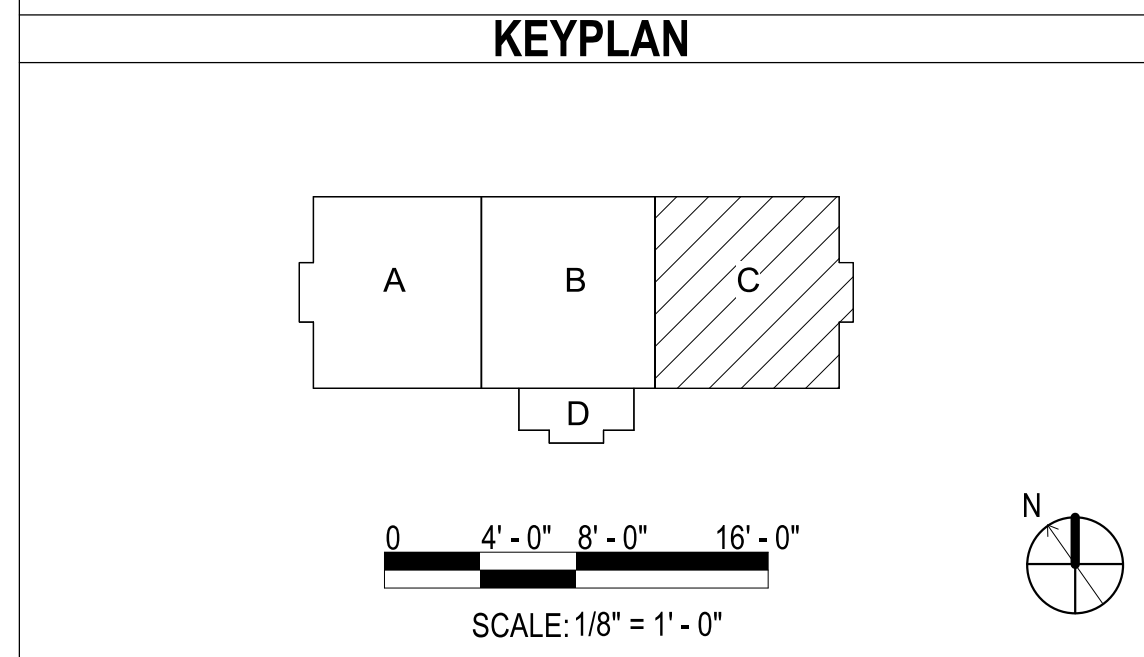 KEYPLAN
A B C
D
0 4' - 0" 8' - 0" 16' - 0"
SCALE: 1/8" = 1' - 0"
N